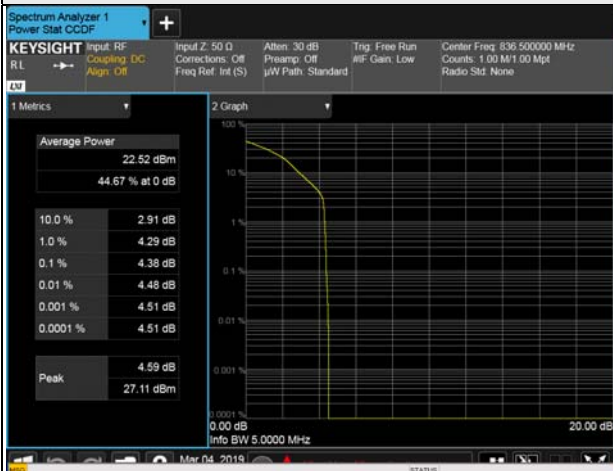 Spectrum Analyzer 1
Power Stat CCDF
+
KEYSIGHT
RL
LXI
Input: RF
Coupling: DC
Align: Off
Input Z: 50 Ω
Corrections: Off
Freq Ref: Int (S)
Atten: 30 dB
Preamp: Off
µW Path: Standard
Trig: Free Run
#IF Gain: Low
Center Freq: 836.500000 MHz
Counts: 1.00 M/1.00 Mpt
Radio Std: None
1 Metrics
Average Power
22.52 dBm
44.67 % at 0 dB
10.0 % 2.91 dB
1.0 % 4.29 dB
0.1 % 4.38 dB
0.01 % 4.48 dB
0.001 % 4.51 dB
0.0001 % 4.51 dB
Peak
4.59 dB
27.11 dBm
2 Graph
100 %
10 %
1 %
0.1 %
0.01 %
0.001 %
0.0001 %
0.00 dB
20.00 dB
Info BW 5.0000 MHz
Mar 04, 2019
MSG
STATUS